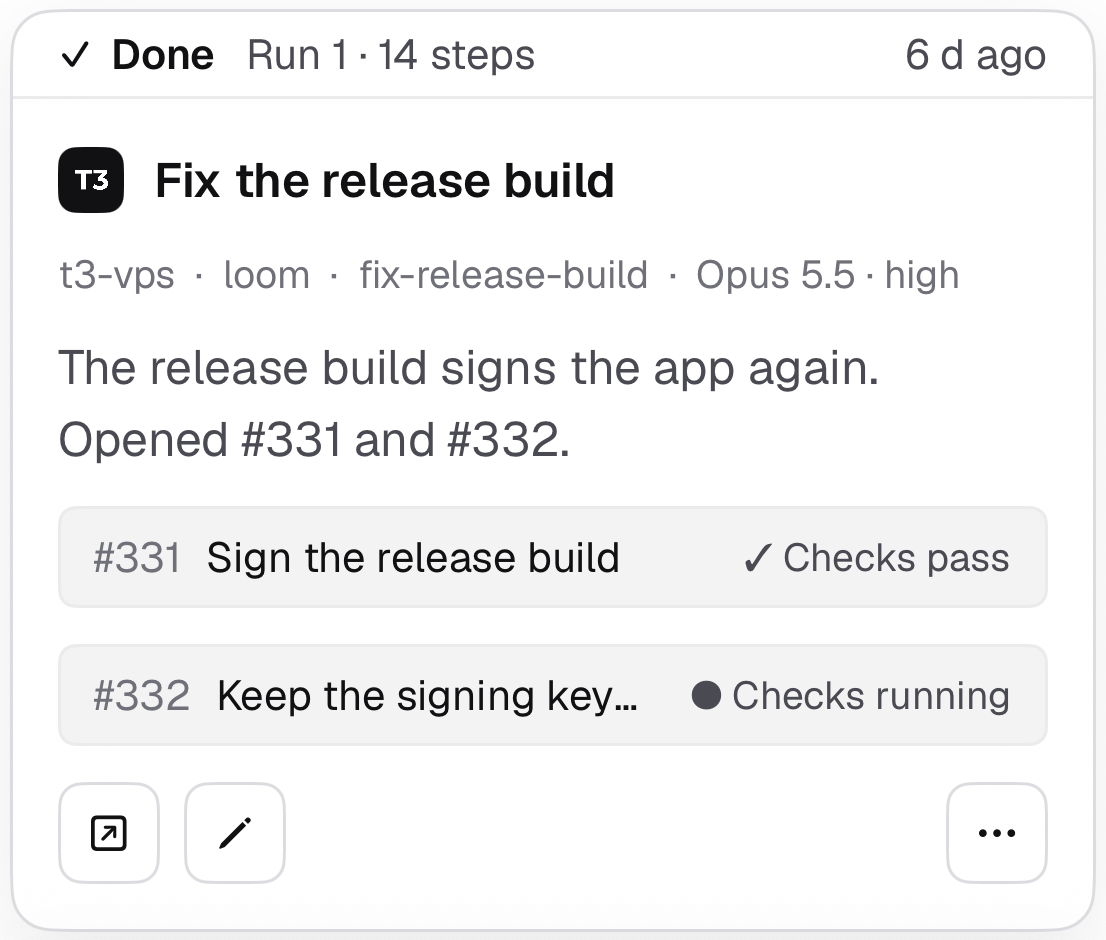 ✓ Done Run 1 · 14 steps 6 d ago
T3 Fix the release build
t3-vps · loom · fix-release-build · Opus 5.5 · high
The release build signs the app again.
Opened #331 and #332.
#331 Sign the release build ✓ Checks pass
#332 Keep the signing key… ● Checks running